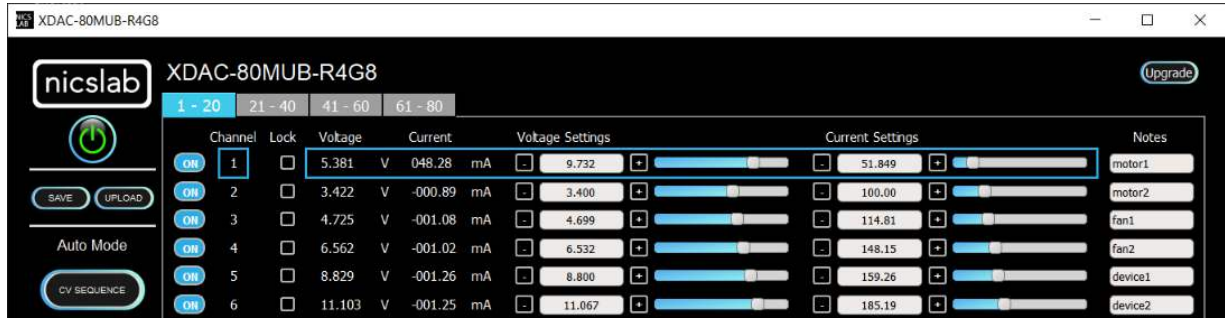 NICS LAB XDAC-80MUB-R4G8
nicslab
XDAC-80MUB-R4G8
Upgrade
1 - 20 21 - 40 41 - 60 61 - 80
Channel Lock Voltage Current Voltage Settings Current Settings Notes
ON 1 5.381 V 048.28 mA - 9.732 + - 51.849 + motor1
SAVE UPLOAD
ON 2 3.422 V -000.89 mA - 3.400 + - 100.00 + motor2
ON 3 4.725 V -001.08 mA - 4.699 + - 114.81 + fan1
Auto Mode
ON 4 6.562 V -001.02 mA - 6.532 + - 148.15 + fan2
ON 5 8.829 V -001.26 mA - 8.800 + - 159.26 + device1
CV SEQUENCE
ON 6 11.103 V -001.25 mA - 11.067 + - 185.19 + device2